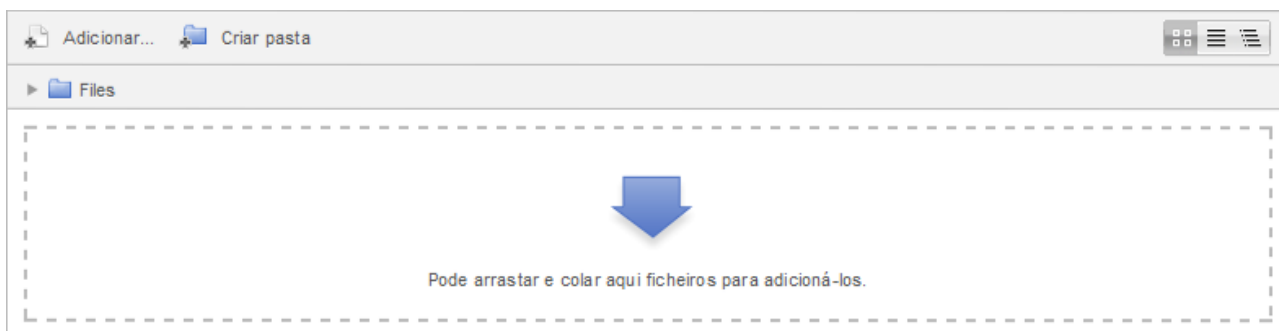 Adicionar... Criar pasta
Files
Pode arrastar e colar aqui ficheiros para adicioná-los.